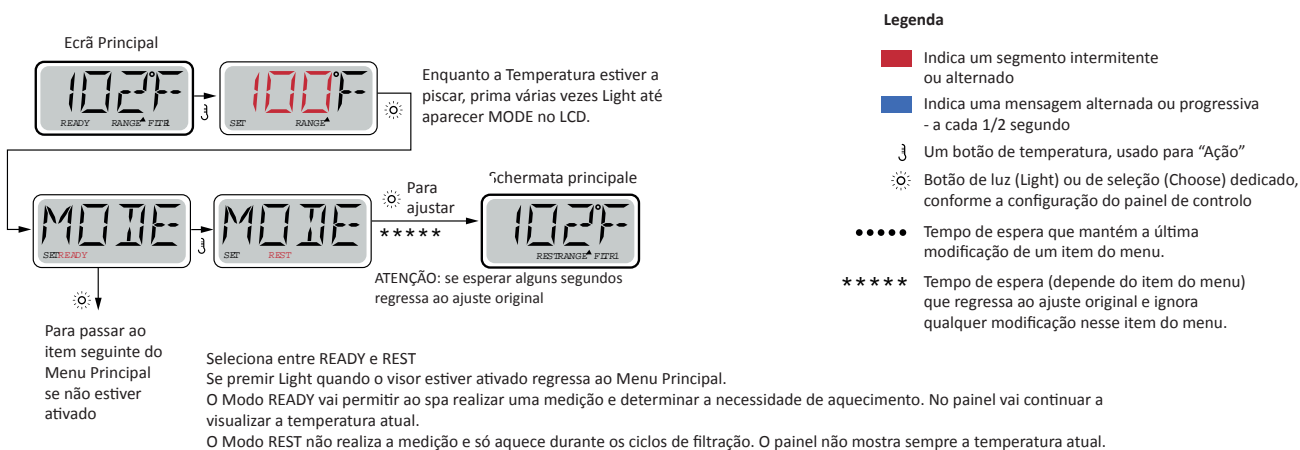 Ecrã Principal
102°F
READY RANGE FITR1
100°F
SET RANGE
Enquanto a Temperatura estiver a
piscar, prima várias vezes Light até
aparecer MODE no LCD.
MODE
SET READY
MODE
SET REST
Para
ajustar
*****
Schermata principale
102°F
REST RANGE FITR1
ATENÇÃO: se esperar alguns segundos
regressa ao ajuste original
Para passar ao
item seguinte do
Menu Principal
se não estiver
ativado
Seleciona entre READY e REST
Se premir Light quando o visor estiver ativado regressa ao Menu Principal.
O Modo READY vai permitir ao spa realizar uma medição e determinar a necessidade de aquecimento. No painel vai continuar a
visualizar a temperatura atual.
O Modo REST não realiza a medição e só aquece durante os ciclos de filtração. O painel não mostra sempre a temperatura atual.
Legenda
Indica um segmento intermitente
ou alternado
Indica uma mensagem alternada ou progressiva
- a cada 1/2 segundo
Um botão de temperatura, usado para “Ação”
Botão de luz (Light) ou de seleção (Choose) dedicado,
conforme a configuração do painel de controlo
••••• Tempo de espera que mantém a última
modificação de um item do menu.
***** Tempo de espera (depende do item do menu)
que regressa ao ajuste original e ignora
qualquer modificação nesse item do menu.